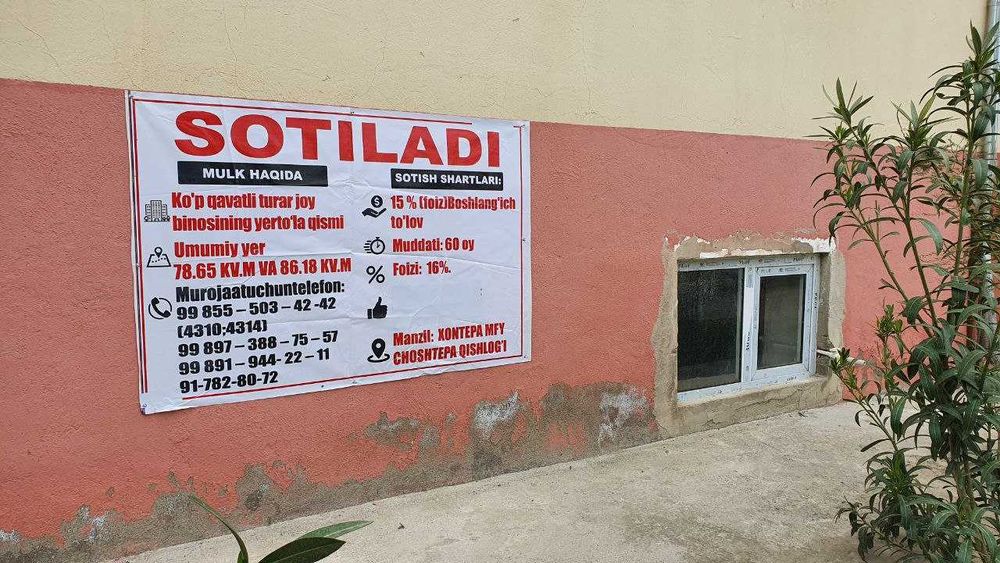 SOTILADI
MULK HAQIDA
Ko'p qavatli turar joy
binosining yerto'la qismi
Umumiy yer
78.65 KV.M VA 86.18 KV.M
Murojaatuchuntelefon:
99 855 – 503 – 42 -42
(4310;4314)
99 897 – 388 – 75 – 57
99 891 – 944- 22 - 11
91-782-80-72
SOTISH SHARTLARI:
15 % (foiz)Boshlang'ich
to'lov
Muddati: 60 oy
Foizi: 16%.
Manzil: XONTEPA MFY
CHOSHTEPA QISHLOG'I